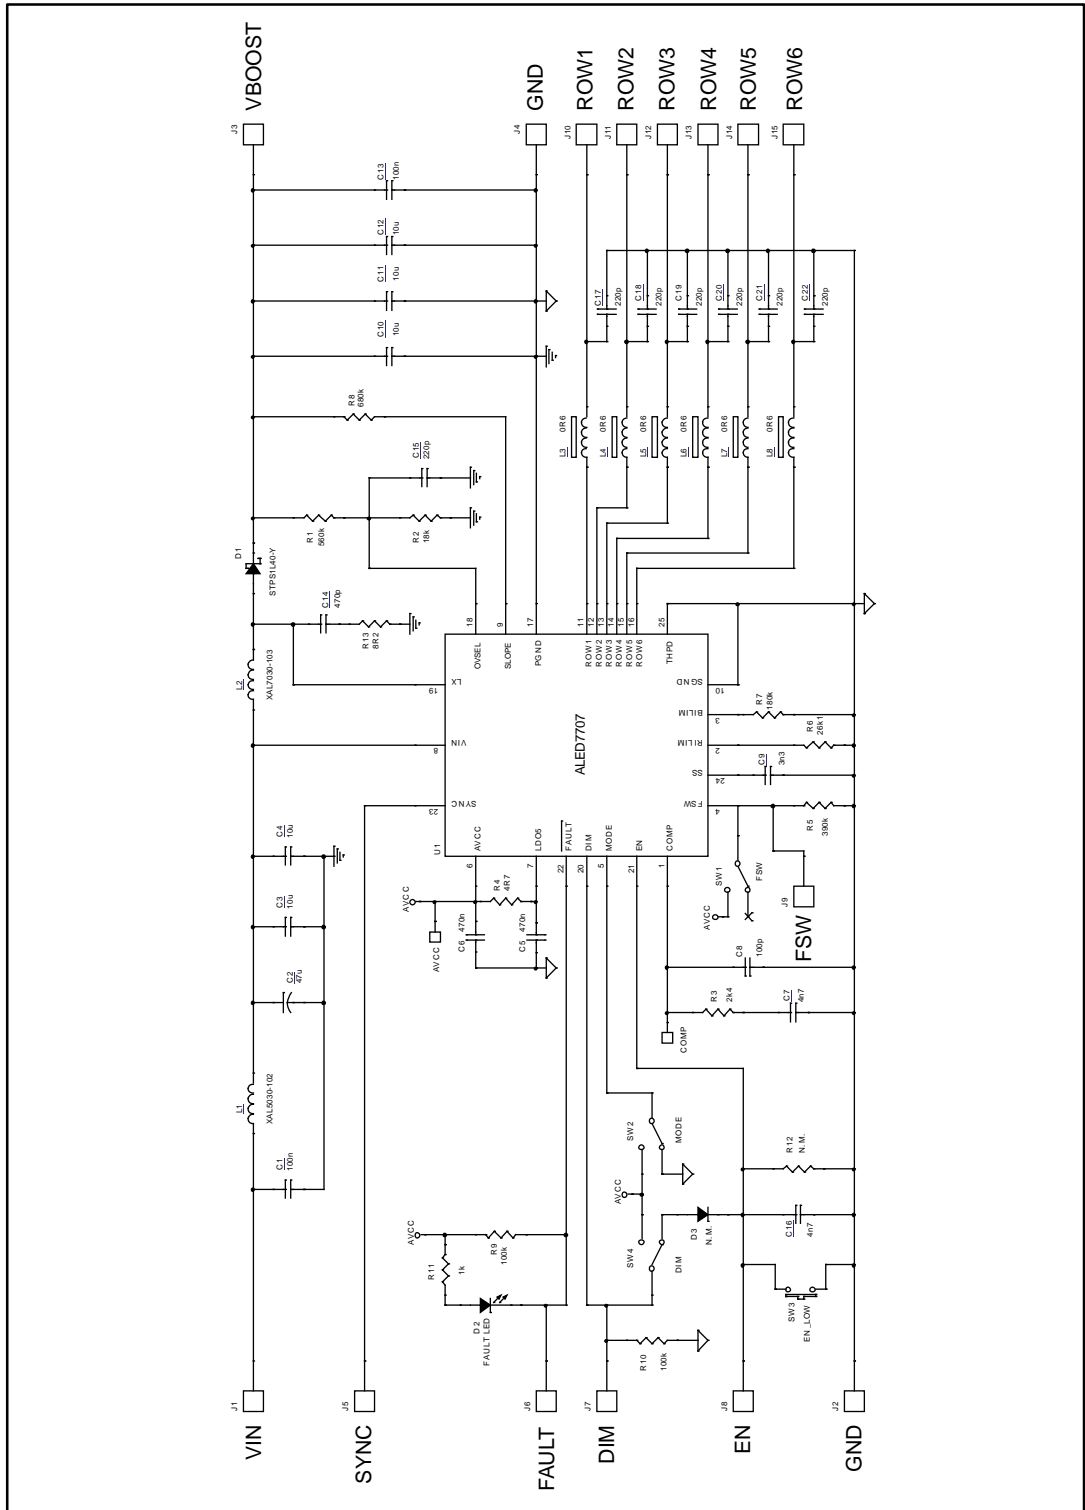 VIN
J1
SYNC
J5
FAULT
J6
DIM
J7
EN
J8
GND
J2
VBOOST
J3
GND
J4
ROW1
J10
ROW2
J11
ROW3
J12
ROW4
J13
ROW5
J14
ROW6
J15
C1
100n
L1
XAL5030-102
C2
47u
C3
10u
C4
10u
L2
XAL7030-103
C14
470p
R13
8R2
D1
STPS1L40-Y
R1
560k
R2
18k
C15
220p
R8
680k
C10
10u
C11
10u
C12
10u
C13
100n
D2
FAULT LED
R11
1k
R9
100k
AVCC
R10
100k
SW4
DIM
AVCC
SW2
MODE
D3
N.M.
SW3
EN_LOW
C16
4n7
R12
N.M.
COMP
R3
2k4
C7
4n7
C8
100p
AVCC
AVCC
C6
470n
C5
470n
R4
4R7
FSW
J9
AVCC
SW1
FSW
R5
390k
C9
3n3
R6
26k1
R7
180k
U1
ALED7707
6
AVCC
7
LDO5
22
FAULT
20
DIM
5
MODE
21
EN
1
COMP
23
SYNC
8
VIN
19
LX
4
FSW
24
SS
2
RILIM
3
BILIM
10
SGND
18
OVSEL
9
SLOPE
17
PGND
11
ROW1
12
ROW2
13
ROW3
14
ROW4
15
ROW5
16
ROW6
25
THPD
L3
0R6
L4
0R6
L5
0R6
L6
0R6
L7
0R6
L8
0R6
C17
220p
C18
220p
C19
220p
C20
220p
C21
220p
C22
220p